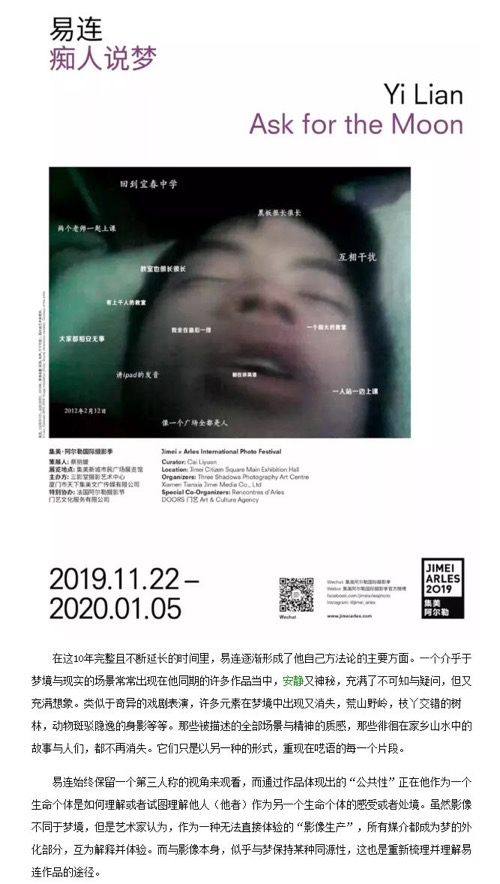 易连
痴人说梦
Yi Lian
Ask for the Moon
回到宜春中学
黑板很长很长
两个老师一起上课
互相干扰
教室也很长很长
有上千人的教室
我坐在最后一排
一个很大的教室
大家都相安无事
讲ipad的发音
都在讲英语
一人站一边上课
2012年2月12日
像一个广场全都是人
集美·阿尔勒国际摄影季
策展人: 蔡丽媛
展览地点: 集美新城市民广场展览馆
主办方: 三影堂摄影艺术中心
厦门市天下集美文广传媒有限公司
特别协办: 法国阿尔勒摄影节
门艺文化服务有限公司
Jimei × Arles International Photo Festival
Curator: Cai Liyuan
Location: Jimei Citizen Square Main Exhibition Hall
Organizers: Three Shadows Photography Art Centre
Xiamen Tianxia Jimei Media Co., Ltd
Special Co-Organizers: Rencontres d'Arles
DOORS 门艺 Art & Culture Agency
2019.11.22 –
2020.01.05
Wechat
Wechat 集美阿尔勒国际摄影季
Weibo 集美阿尔勒国际摄影季官方微博
facebook.com/jimeiarlesphoto
Instagram: @jimei_arles
www.jimeiarles.com
JIMEI
ARLES
2019
集美
阿尔勒
在这10年完整且不断延长的时间里，易连逐渐形成了他自己方法论的主要方面。一个介乎于
梦境与现实的场景常常出现在他同期的许多作品当中，安静又神秘，充满了不可知与疑问，但又
充满想象。类似于奇异的戏剧表演，许多元素在梦境中出现又消失，荒山野岭，枝丫交错的树
林，动物斑驳隐逸的身影等等。那些被描述的全部场景与精神的质感，那些徘徊在家乡山水中的
故事与人们，都不再消失。它们只是以另一种的形式，重现在呓语的每一个片段。
易连始终保留一个第三人称的视角来观看，而通过作品体现出的“公共性”正在他作为一个
生命个体是如何理解或者试图理解他人（他者）作为另一个生命个体的感受或者处境。虽然影像
不同于梦境，但是艺术家认为，作为一种无法直接体验的“影像生产”，所有媒介都成为梦的外
化部分，互为解释并体验。而与影像本身，似乎与梦保持某种同源性，这也是重新梳理并理解易
连作品的途径。